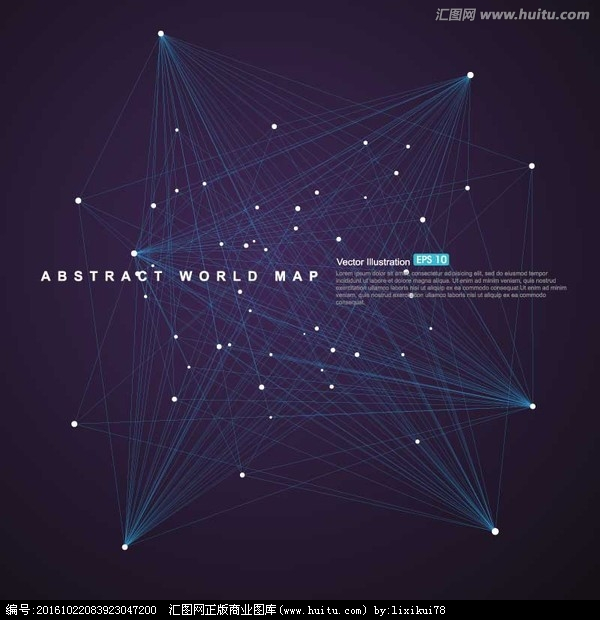 汇图网 www.huitu.com
Vector Illustration EPS 10
ABSTRACT WORLD MAP
Lorem ipsum dolor sit amet, consectetur adipisicing elit, sed do eiusmod tempor
incididunt ut labore et dolore magna aliqua. Ut enim ad minim veniam, quis nostrud
exercitation ullamco laboris nisi ut aliquip ex ea commodo consequat Ut enim ad minim
veniam, quis nostrud exercitation ullamco laboris nisi ut aliquip ex ea commodo
consequat.
编号:20161022083923047200 汇图网正版商业图库(www.huitu.com) by:lixikui78